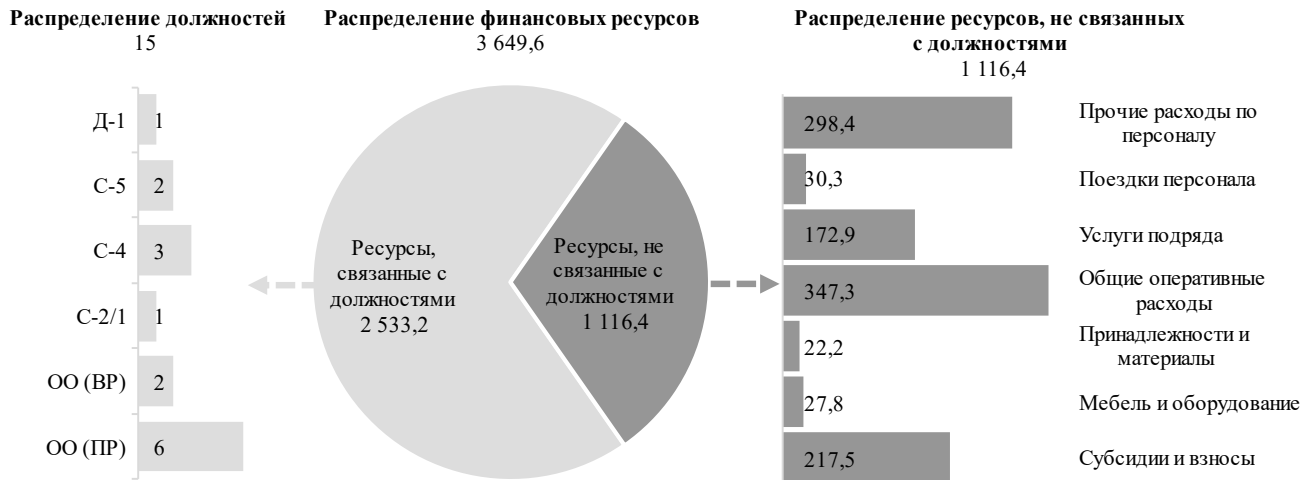 Распределение должностей
15
Д-1
1
С-5
2
С-4
3
С-2/1
1
ОО (ВР)
2
ОО (ПР)
6
Распределение финансовых ресурсов
3 649,6
Ресурсы,
связанные с
должностями
2 533,2
Ресурсы, не
связанные с
должностями
1 116,4
Распределение ресурсов, не связанных
с должностями
1 116,4
298,4
Прочие расходы по
персоналу
30,3
Поездки персонала
172,9
Услуги подряда
347,3
Общие оперативные
расходы
22,2
Принадлежности и
материалы
27,8
Мебель и оборудование
217,5
Субсидии и взносы